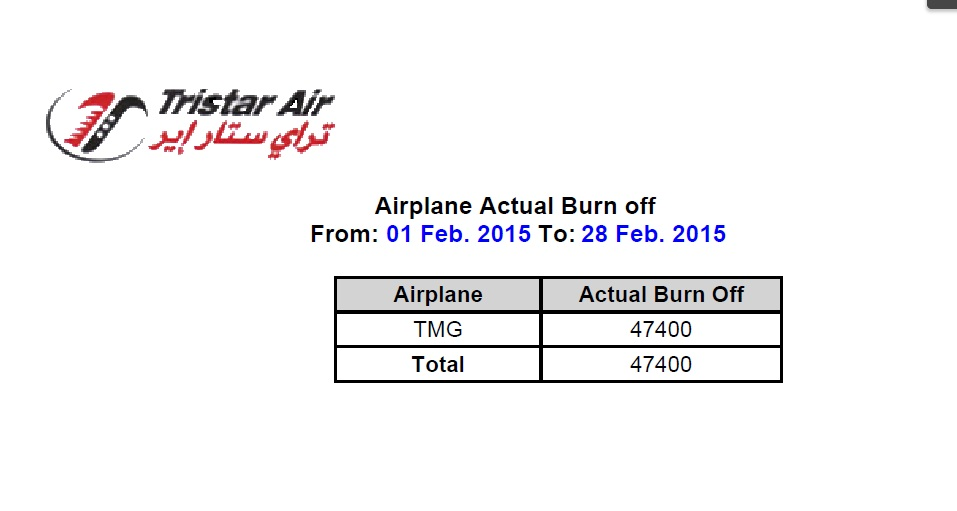 Tristar Air
تراي ستار إير
Airplane Actual Burn off
From: 01 Feb. 2015 To: 28 Feb. 2015
Airplane Actual Burn Off
TMG 47400
Total 47400